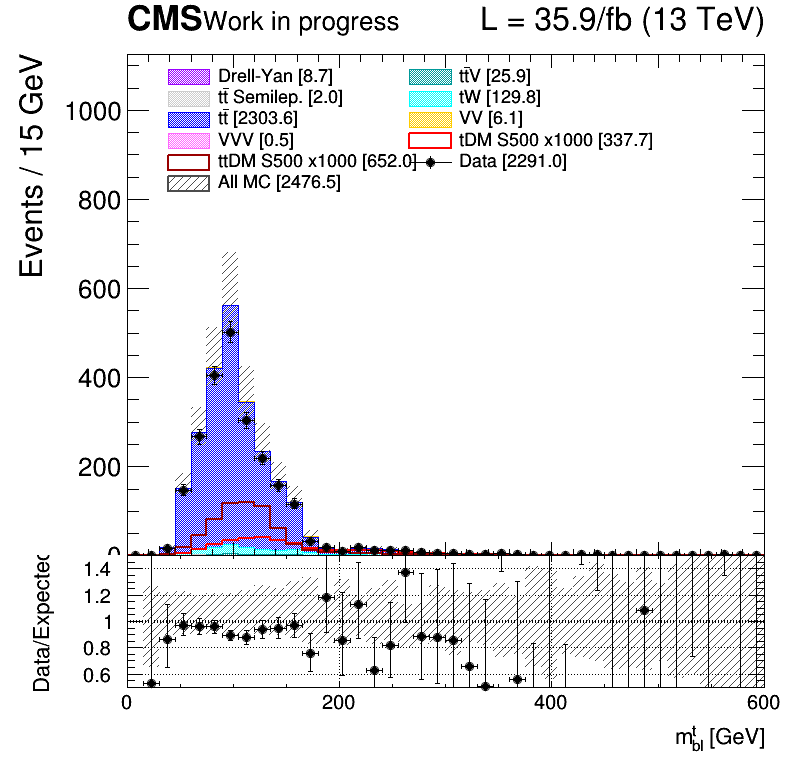 CMS Work in progress L = 35.9/fb (13 TeV)
Events / 15 GeV
Drell-Yan [8.7] tt̄V [25.9]
tt̄ Semilep. [2.0] tW [129.8]
tt̄ [2303.6] VV [6.1]
VVV [0.5] tDM S500 x1000 [337.7]
ttDM S500 x1000 [652.0] Data [2291.0]
All MC [2476.5]
1000
800
600
400
200
0
Data/Expected
1.4
1.2
1
0.8
0.6
0 200 400 600
m^t_bl [GeV]